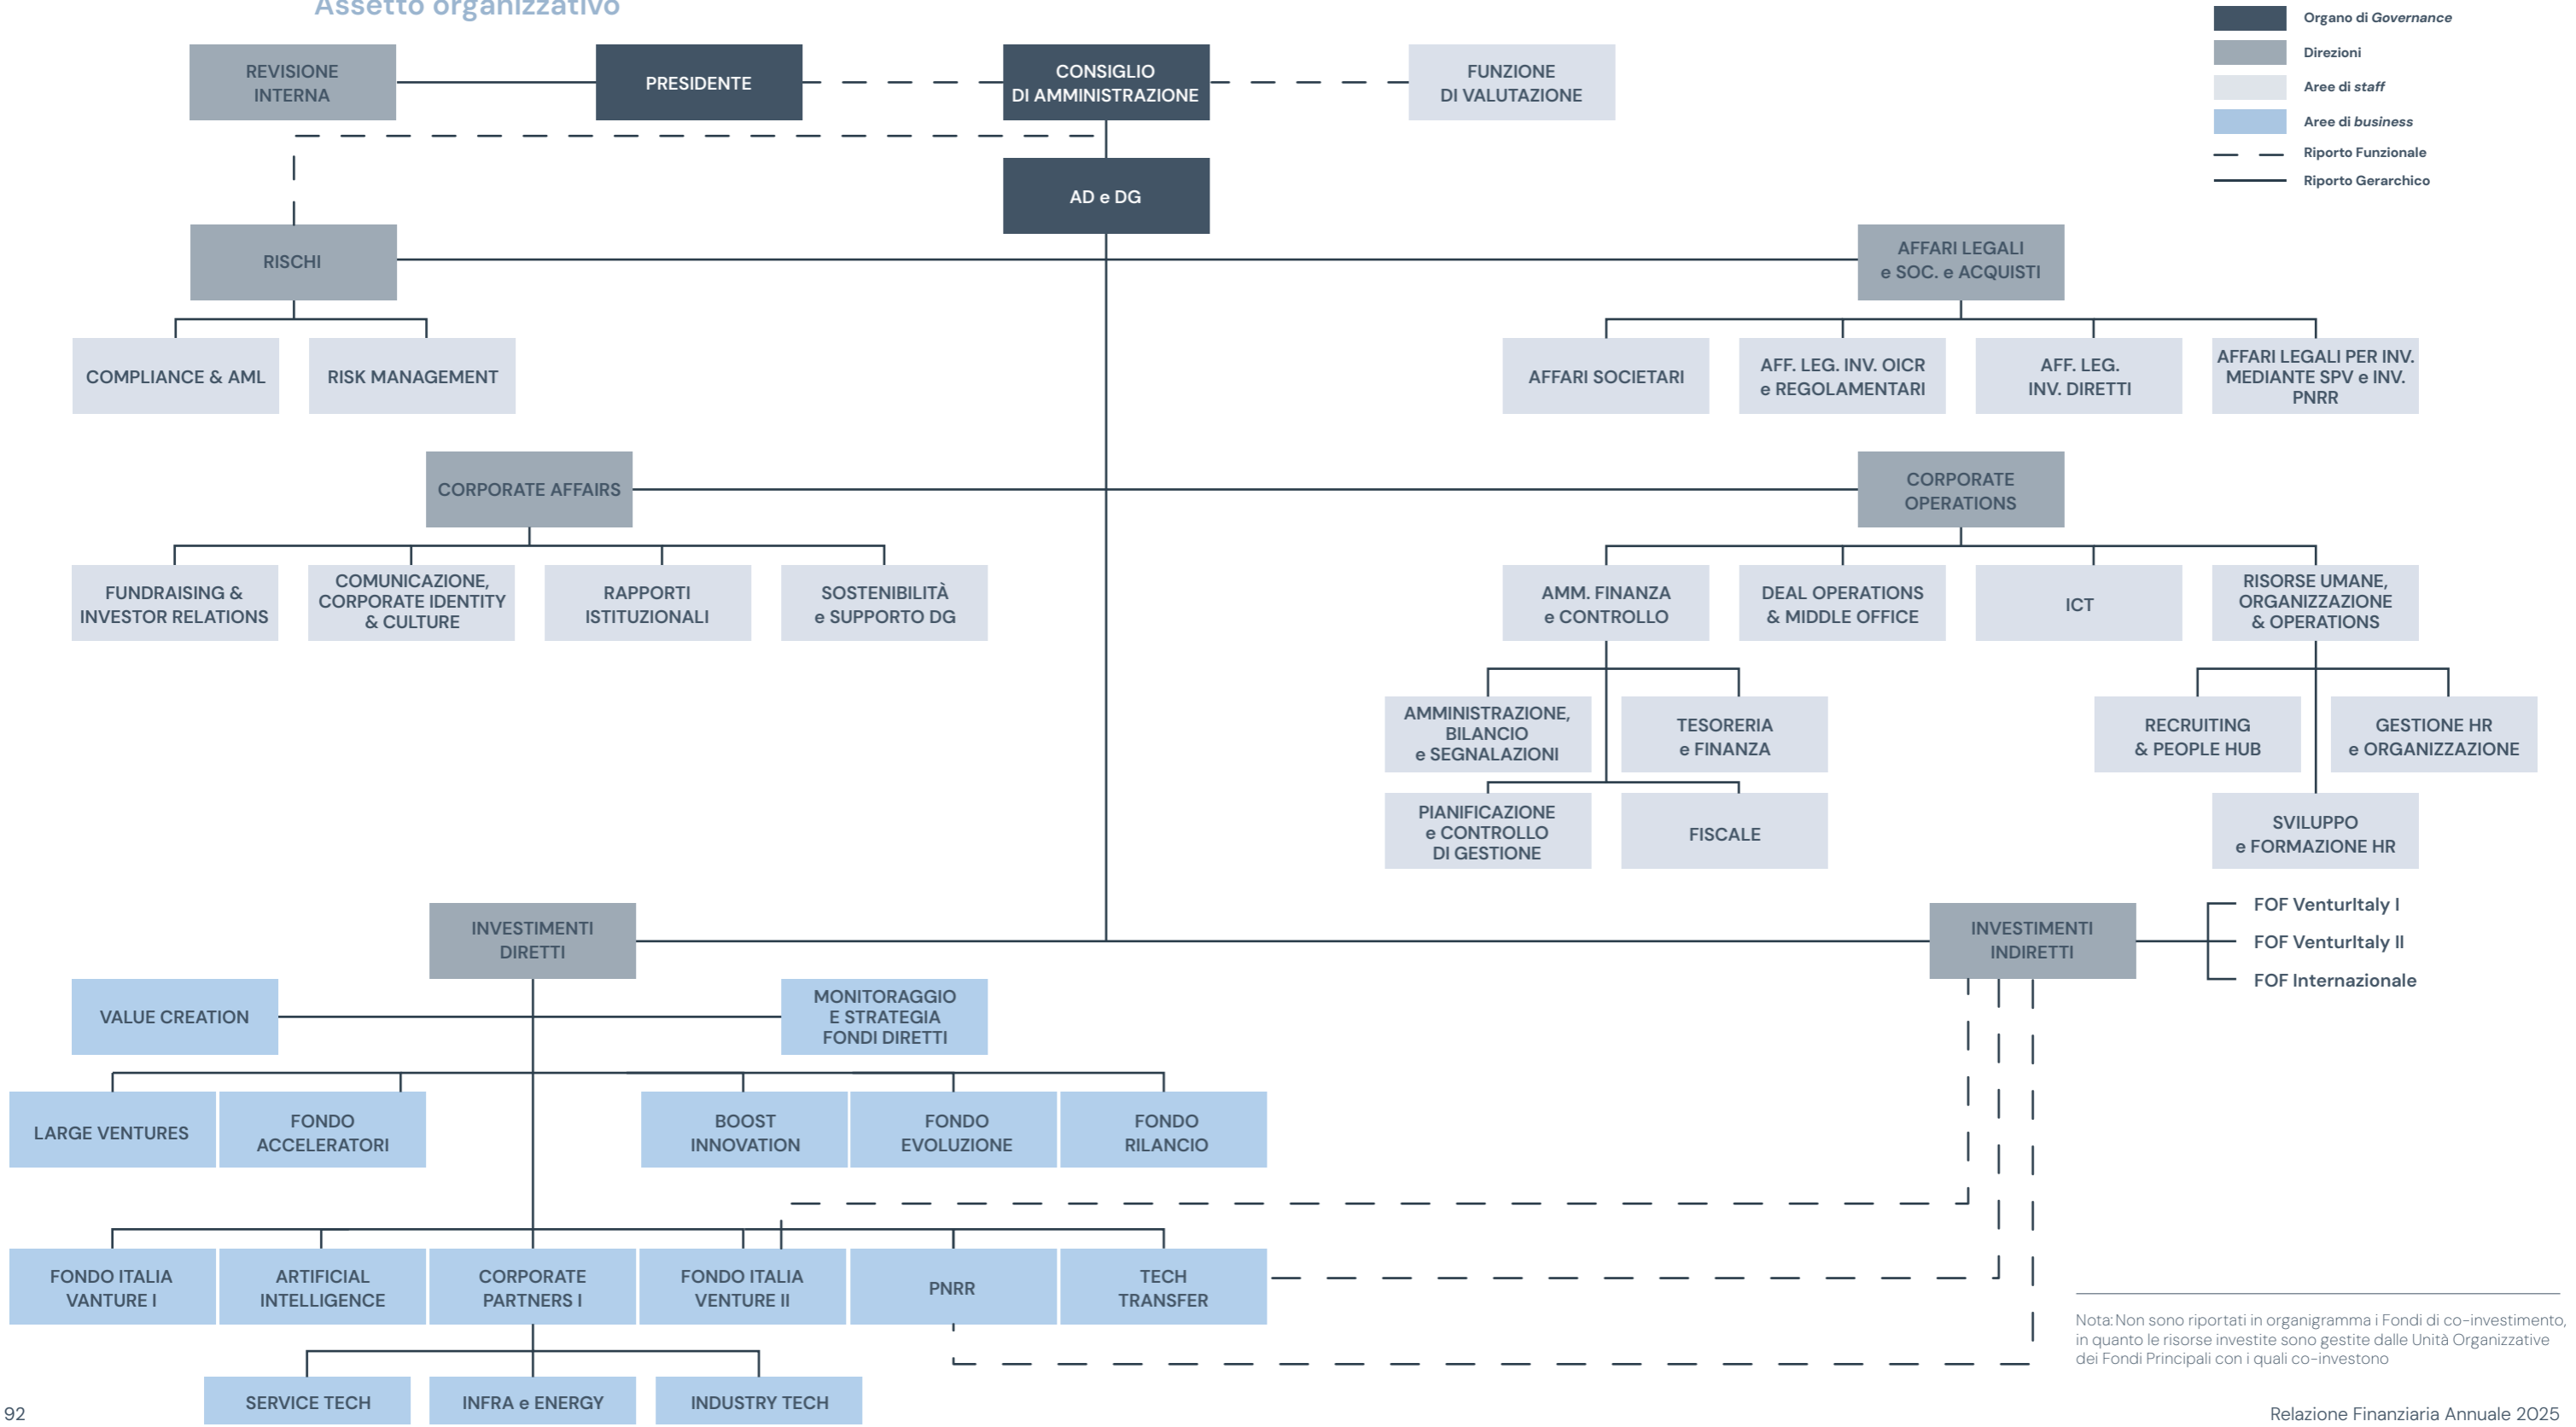 Assetto organizzativo
Organo di Governance
Direzioni
Aree di staff
Aree di business
Riporto Funzionale
Riporto Gerarchico
REVISIONE
INTERNA
PRESIDENTE
CONSIGLIO
DI AMMINISTRAZIONE
FUNZIONE
DI VALUTAZIONE
AD e DG
RISCHI
AFFARI LEGALI
e SOC. e ACQUISTI
COMPLIANCE & AML
RISK MANAGEMENT
AFFARI SOCIETARI
AFF. LEG. INV. OICR
e REGOLAMENTARI
AFF. LEG.
INV. DIRETTI
AFFARI LEGALI PER INV.
MEDIANTE SPV e INV.
PNRR
CORPORATE AFFAIRS
CORPORATE
OPERATIONS
FUNDRAISING &
INVESTOR RELATIONS
COMUNICAZIONE,
CORPORATE IDENTITY
& CULTURE
RAPPORTI
ISTITUZIONALI
SOSTENIBILITÀ
e SUPPORTO DG
AMM. FINANZA
e CONTROLLO
DEAL OPERATIONS
& MIDDLE OFFICE
ICT
RISORSE UMANE,
ORGANIZZAZIONE
& OPERATIONS
AMMINISTRAZIONE,
BILANCIO
e SEGNALAZIONI
TESORERIA
e FINANZA
RECRUITING
& PEOPLE HUB
GESTIONE HR
e ORGANIZZAZIONE
PIANIFICAZIONE
e CONTROLLO
DI GESTIONE
FISCALE
SVILUPPO
e FORMAZIONE HR
INVESTIMENTI
DIRETTI
INVESTIMENTI
INDIRETTI
FOF VenturItaly I
FOF VenturItaly II
FOF Internazionale
VALUE CREATION
MONITORAGGIO
E STRATEGIA
FONDI DIRETTI
LARGE VENTURES
FONDO
ACCELERATORI
BOOST
INNOVATION
FONDO
EVOLUZIONE
FONDO
RILANCIO
FONDO ITALIA
VANTURE I
ARTIFICIAL
INTELLIGENCE
CORPORATE
PARTNERS I
FONDO ITALIA
VENTURE II
PNRR
TECH
TRANSFER
SERVICE TECH
INFRA e ENERGY
INDUSTRY TECH
Nota: Non sono riportati in organigramma i Fondi di co-investimento,
in quanto le risorse investite sono gestite dalle Unità Organizzative
dei Fondi Principali con i quali co-investono
92
Relazione Finanziaria Annuale 2025